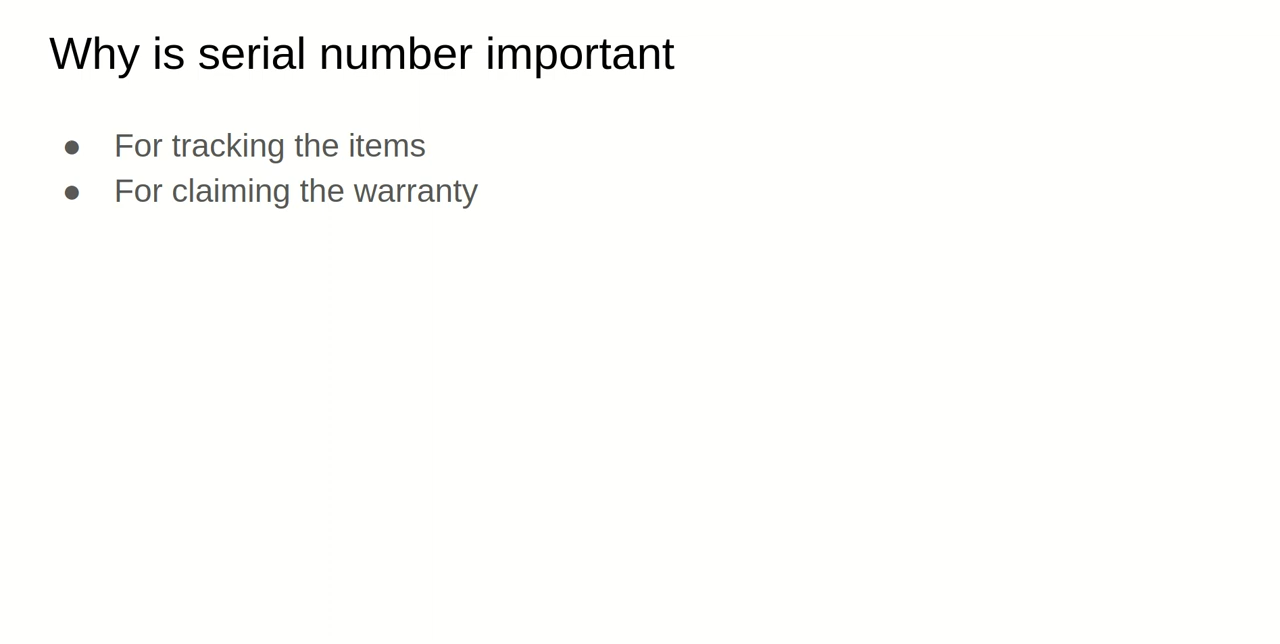 Why is serial number important
● For tracking the items
● For claiming the warranty